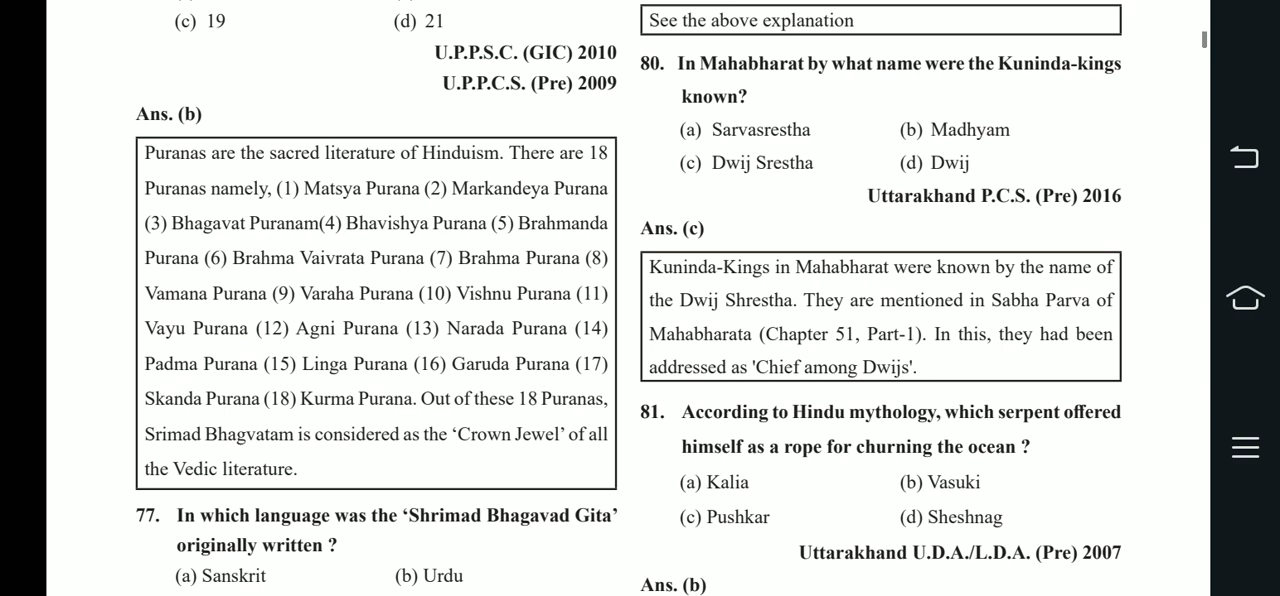 (c) 19 (d) 21
U.P.P.S.C. (GIC) 2010
U.P.P.C.S. (Pre) 2009
Ans. (b)
Puranas are the sacred literature of Hinduism. There are 18
Puranas namely, (1) Matsya Purana (2) Markandeya Purana
(3) Bhagavat Puranam(4) Bhavishya Purana (5) Brahmanda
Purana (6) Brahma Vaivrata Purana (7) Brahma Purana (8)
Vamana Purana (9) Varaha Purana (10) Vishnu Purana (11)
Vayu Purana (12) Agni Purana (13) Narada Purana (14)
Padma Purana (15) Linga Purana (16) Garuda Purana (17)
Skanda Purana (18) Kurma Purana. Out of these 18 Puranas,
Srimad Bhagvatam is considered as the ‘Crown Jewel’ of all
the Vedic literature.
77. In which language was the ‘Shrimad Bhagavad Gita’
originally written ?
(a) Sanskrit (b) Urdu
See the above explanation
80. In Mahabharat by what name were the Kuninda-kings
known?
(a) Sarvasrestha (b) Madhyam
(c) Dwij Srestha (d) Dwij
Uttarakhand P.C.S. (Pre) 2016
Ans. (c)
Kuninda-Kings in Mahabharat were known by the name of
the Dwij Shrestha. They are mentioned in Sabha Parva of
Mahabharata (Chapter 51, Part-1). In this, they had been
addressed as 'Chief among Dwijs'.
81. According to Hindu mythology, which serpent offered
himself as a rope for churning the ocean ?
(a) Kalia (b) Vasuki
(c) Pushkar (d) Sheshnag
Uttarakhand U.D.A./L.D.A. (Pre) 2007
Ans. (b)